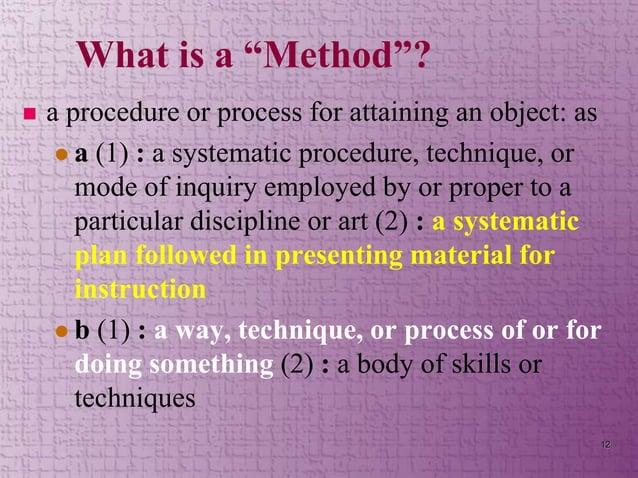 What is a “Method”?
a procedure or process for attaining an object: as
a (1) : a systematic procedure, technique, or
mode of inquiry employed by or proper to a
particular discipline or art (2) : a systematic
plan followed in presenting material for
instruction
b (1) : a way, technique, or process of or for
doing something (2) : a body of skills or
techniques
12